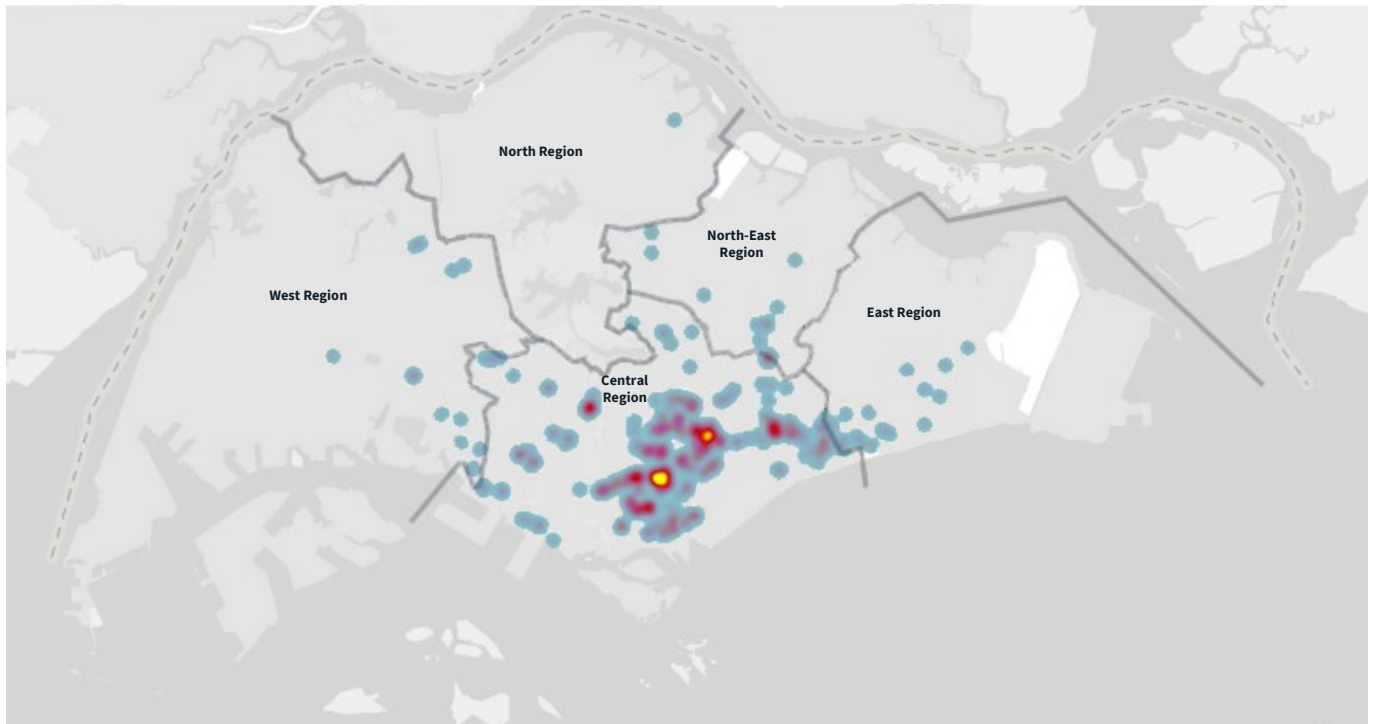 North Region
North-East
Region
West Region
East Region
Central
Region